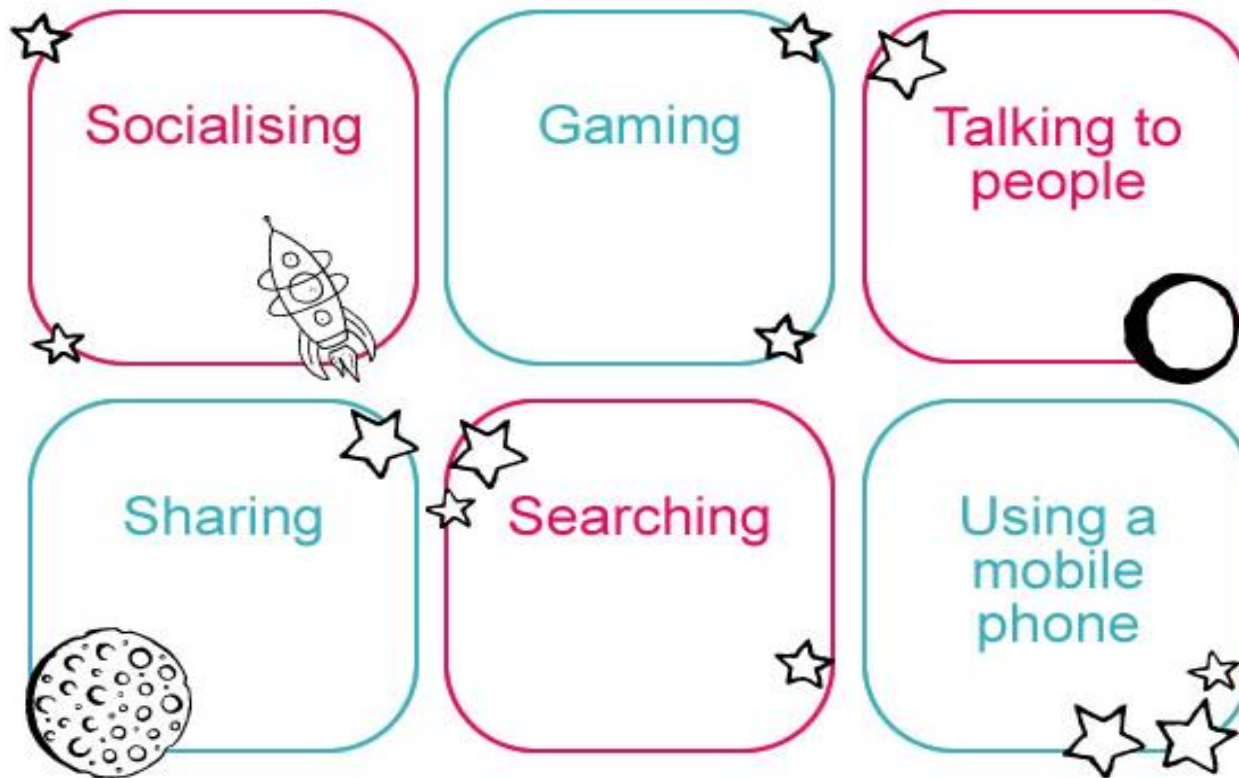 Socialising
Gaming
Talking to
people
Sharing
Searching
Using a
mobile
phone